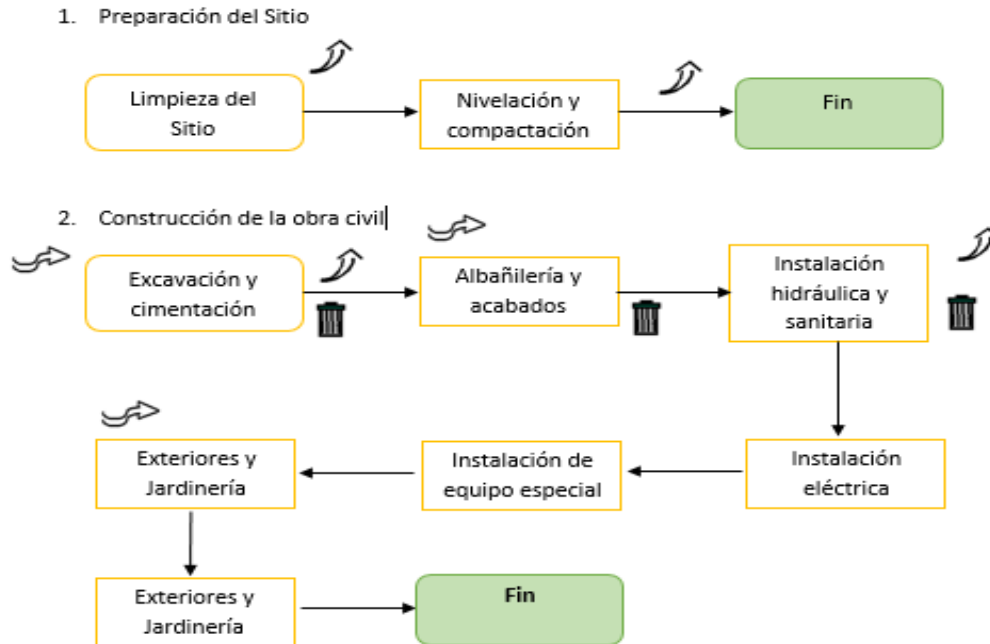 1. Preparación del Sitio
Limpieza del
Sitio
Nivelación y
compactación
Fin
2. Construcción de la obra civil
Excavación y
cimentación
Albañilería y
acabados
Instalación
hidráulica y
sanitaria
Exteriores y
Jardinería
Instalación de
equipo especial
Instalación
eléctrica
Exteriores y
Jardinería
Fin